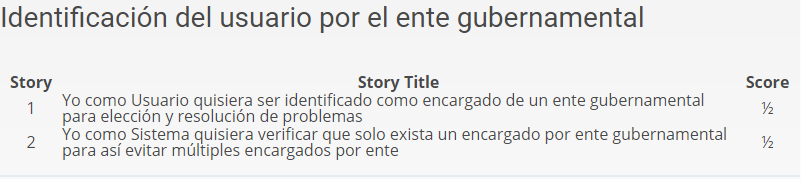 Identificación del usuario por el ente gubernamental
Story Story Title Score
1 Yo como Usuario quisiera ser identificado como encargado de un ente gubernamental para elección y resolución de problemas ½
2 Yo como Sistema quisiera verificar que solo exista un encargado por ente gubernamental para así evitar múltiples encargados por ente ½